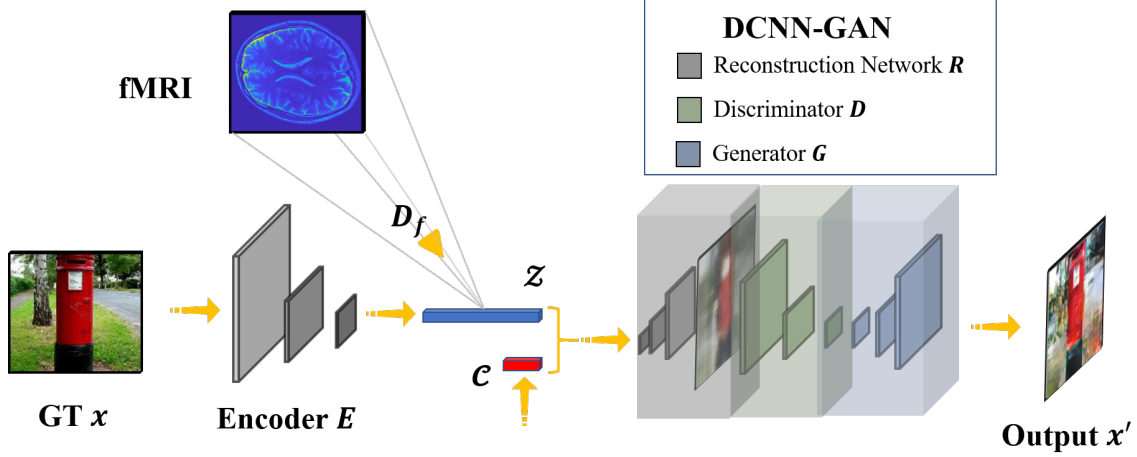 DCNN-GAN
Reconstruction Network R
Discriminator D
Generator G
fMRI
D_f
𝒵
𝒞
GT x
Encoder E
Output x′